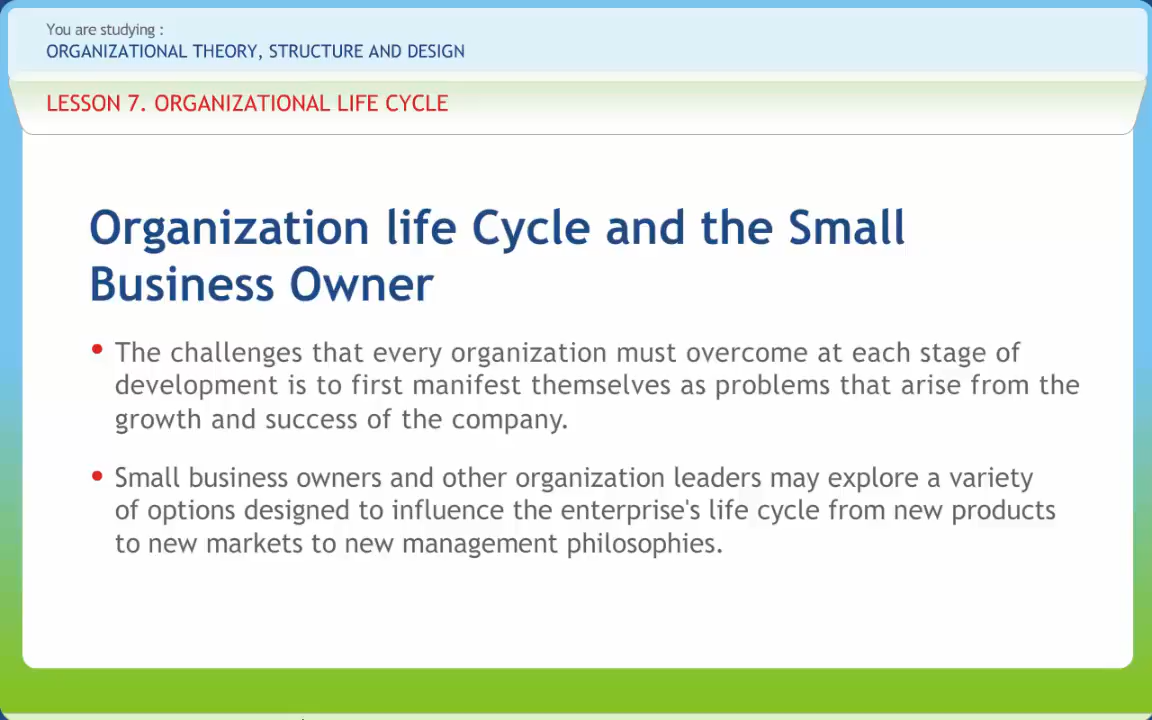 You are studying :
ORGANIZATIONAL THEORY, STRUCTURE AND DESIGN
LESSON 7. ORGANIZATIONAL LIFE CYCLE
Organization life Cycle and the Small
Business Owner
• The challenges that every organization must overcome at each stage of
development is to first manifest themselves as problems that arise from the
growth and success of the company.
• Small business owners and other organization leaders may explore a variety
of options designed to influence the enterprise's life cycle from new products
to new markets to new management philosophies.